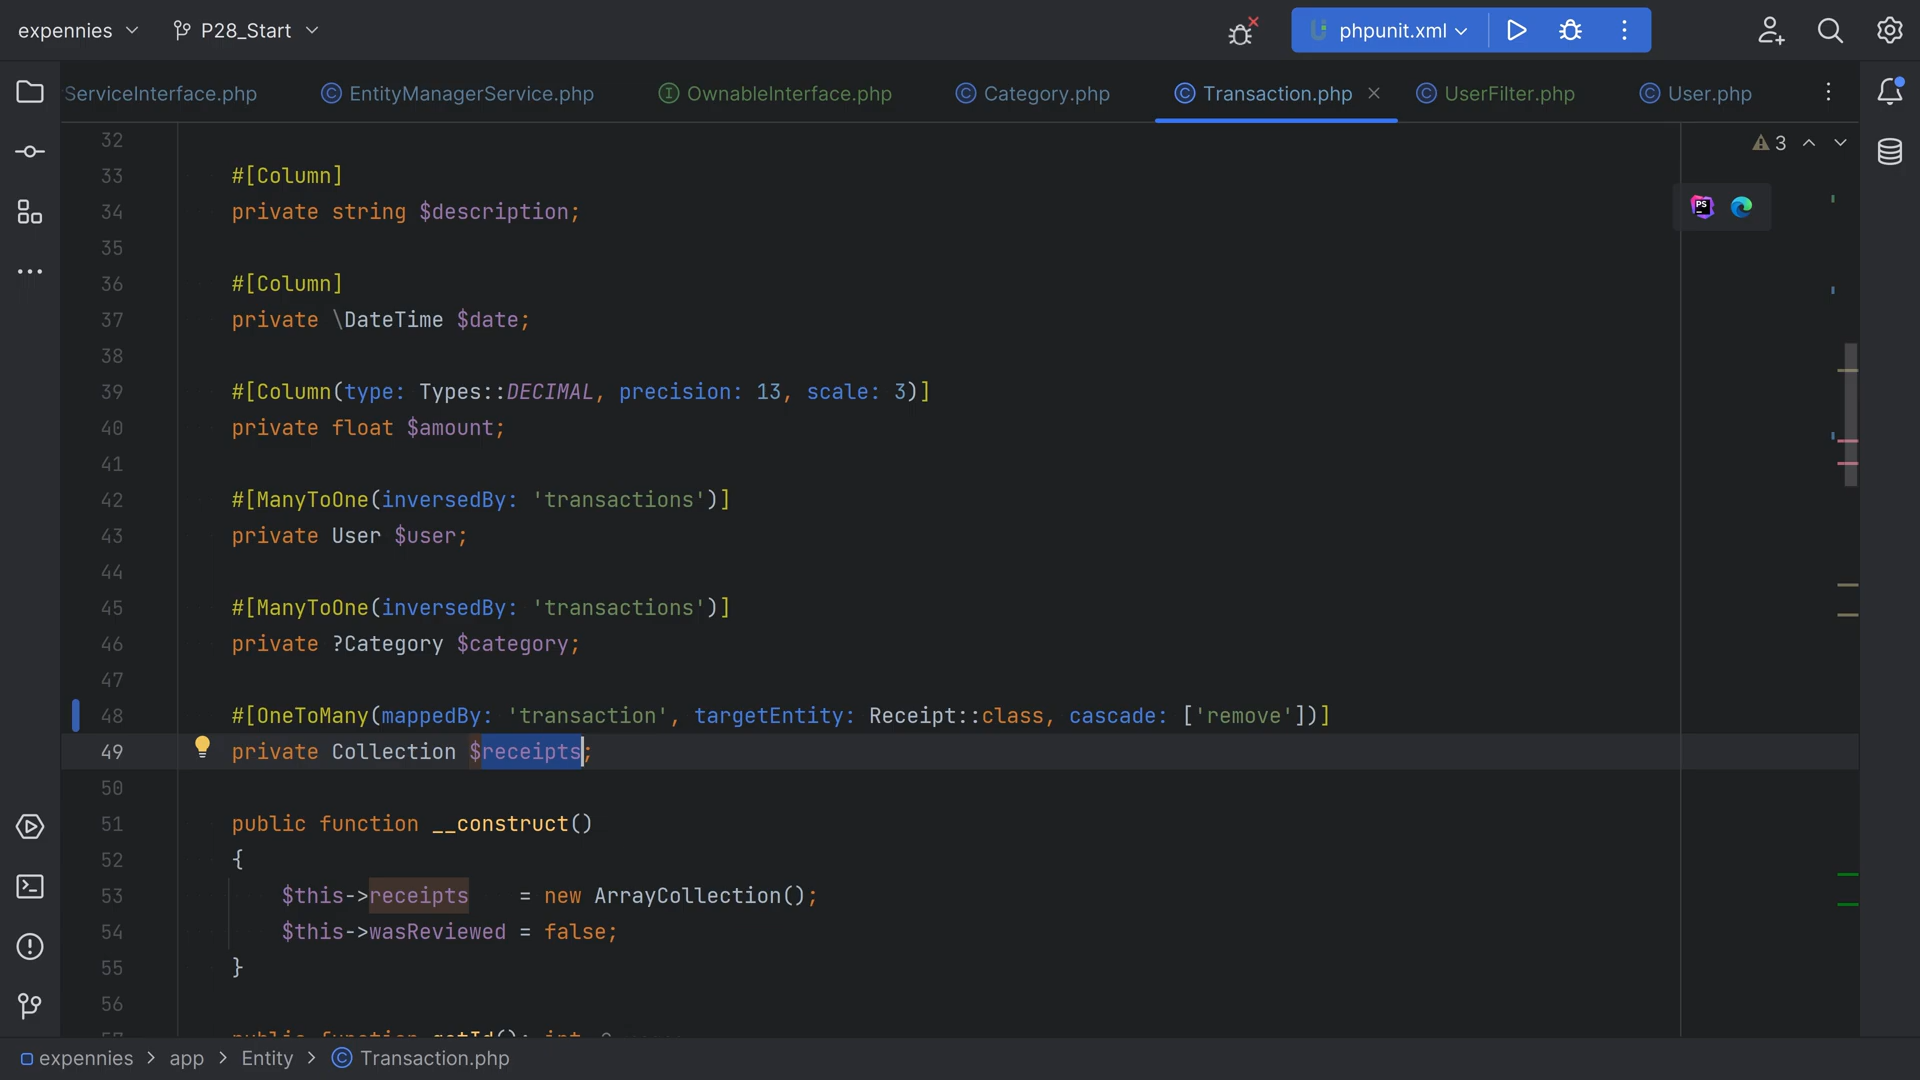 expennies
P28_Start
phpunit.xml
ServiceInterface.php
EntityManagerService.php
OwnableInterface.php
Category.php
Transaction.php
UserFilter.php
User.php
3
32
33 #[Column]
34 private string $description;
35
36 #[Column]
37 private \DateTime $date;
38
39 #[Column(type: Types::DECIMAL, precision: 13, scale: 3)]
40 private float $amount;
41
42 #[ManyToOne(inversedBy: 'transactions')]
43 private User $user;
44
45 #[ManyToOne(inversedBy: 'transactions')]
46 private ?Category $category;
47
48 #[OneToMany(mappedBy: 'transaction', targetEntity: Receipt::class, cascade: ['remove'])]
49 private Collection $receipts;
50
51 public function __construct()
52 {
53 $this->receipts = new ArrayCollection();
54 $this->wasReviewed = false;
55 }
56
57 public function getId(): int
expennies > app > Entity > Transaction.php